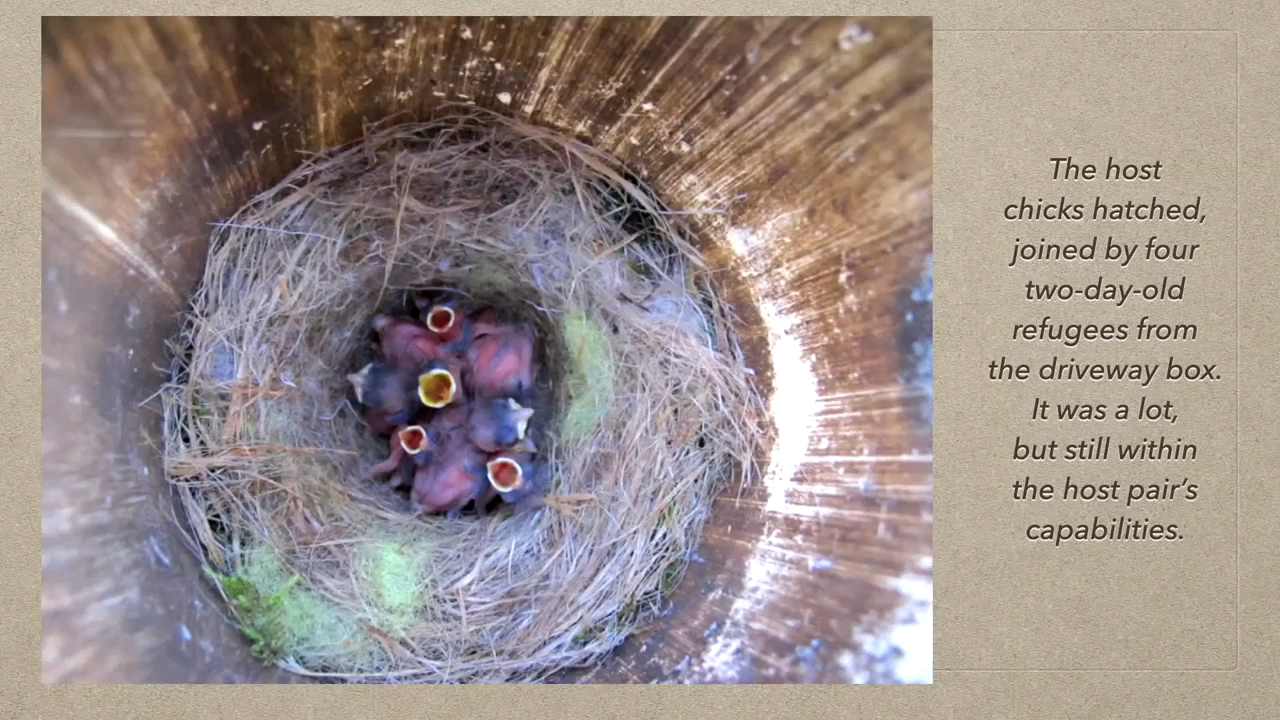 The host
chicks hatched,
joined by four
two-day-old
refugees from
the driveway box.
It was a lot,
but still within
the host pair’s
capabilities.